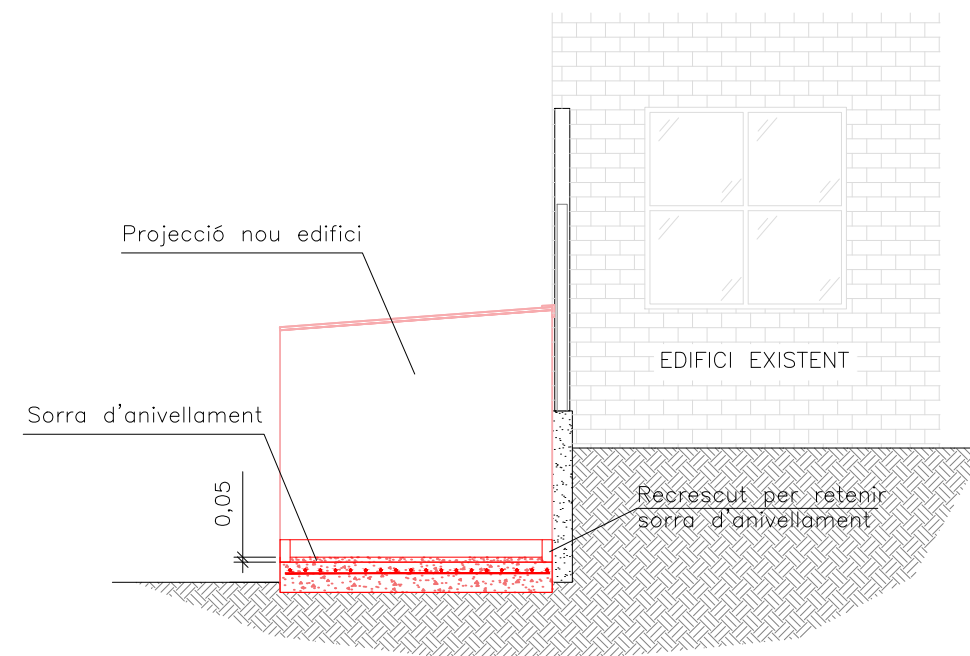 Projecció nou edifici
EDIFICI EXISTENT
Sorra d'anivellament
0,05
Recrescut per retenir
sorra d'anivellament